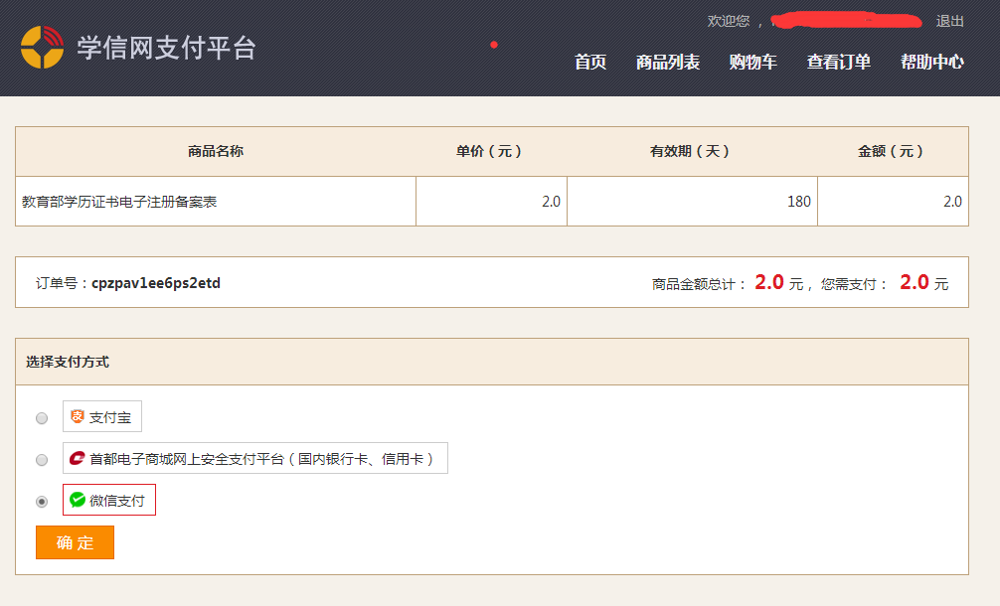 欢迎您 ， 退出
学信网支付平台
首页 商品列表 购物车 查看订单 帮助中心
商品名称 单价（元） 有效期（天） 金额（元）
教育部学历证书电子注册备案表 2.0 180 2.0
订单号：cpzpav1ee6ps2etd 商品金额总计： 2.0 元， 您需支付： 2.0 元
选择支付方式
支付宝
首都电子商城网上安全支付平台（国内银行卡、信用卡）
微信支付
确 定